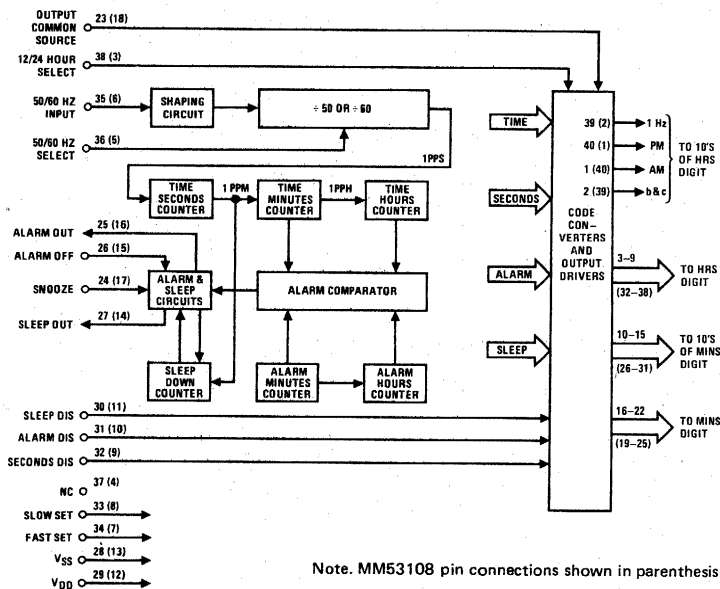 OUTPUT
COMMON
SOURCE
23 (18)
12/24 HOUR
SELECT
38 (3)
50/60 HZ
INPUT
35 (6)
SHAPING
CIRCUIT
÷ 50 OR ÷ 60
50/60 HZ
SELECT
36 (5)
1PPS
TIME
SECONDS
COUNTER
1 PPM
TIME
MINUTES
COUNTER
1PPH
TIME
HOURS
COUNTER
ALARM OUT
25 (16)
ALARM OFF
26 (15)
SNOOZE
24 (17)
SLEEP OUT
27 (14)
ALARM &
SLEEP
CIRCUITS
ALARM COMPARATOR
SLEEP
DOWN
COUNTER
ALARM
MINUTES
COUNTER
ALARM
HOURS
COUNTER
SLEEP DIS
30 (11)
ALARM DIS
31 (10)
SECONDS DIS
32 (9)
NC
37 (4)
SLOW SET
33 (8)
FAST SET
34 (7)
VSS
28 (13)
VDD
29 (12)
TIME
SECONDS
ALARM
SLEEP
CODE
CON-
VERTERS
AND
OUTPUT
DRIVERS
39 (2)
1 Hz
40 (1)
PM
1 (40)
AM
2 (39)
b & c
TO 10'S
OF HRS
DIGIT
3–9
(32–38)
TO HRS
DIGIT
10–15
(26–31)
TO 10'S
OF MINS
DIGIT
16–22
(19–25)
TO MINS
DIGIT
Note. MM53108 pin connections shown in parenthesis